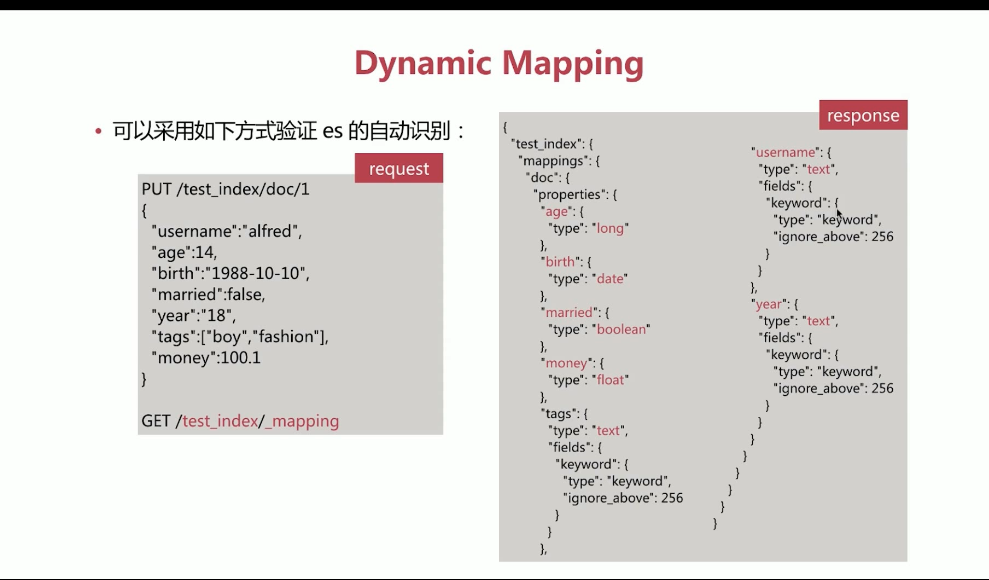 Dynamic Mapping
• 可以采用如下方式验证 es 的自动识别：
request
PUT /test_index/doc/1
{
"username":"alfred",
"age":14,
"birth":"1988-10-10",
"married":false,
"year":"18",
"tags":["boy","fashion"],
"money":100.1
}
GET /test_index/_mapping
response
{
"test_index": {
"mappings": {
"doc": {
"properties": {
"age": {
"type": "long"
},
"birth": {
"type": "date"
},
"married": {
"type": "boolean"
},
"money": {
"type": "float"
},
"tags": {
"type": "text",
"fields": {
"keyword": {
"type": "keyword",
"ignore_above": 256
}
}
},
"username": {
"type": "text",
"fields": {
"keyword": {
"type": "keyword",
"ignore_above": 256
}
}
},
"year": {
"type": "text",
"fields": {
"keyword": {
"type": "keyword",
"ignore_above": 256
}
}
}
}
}
}
}
}